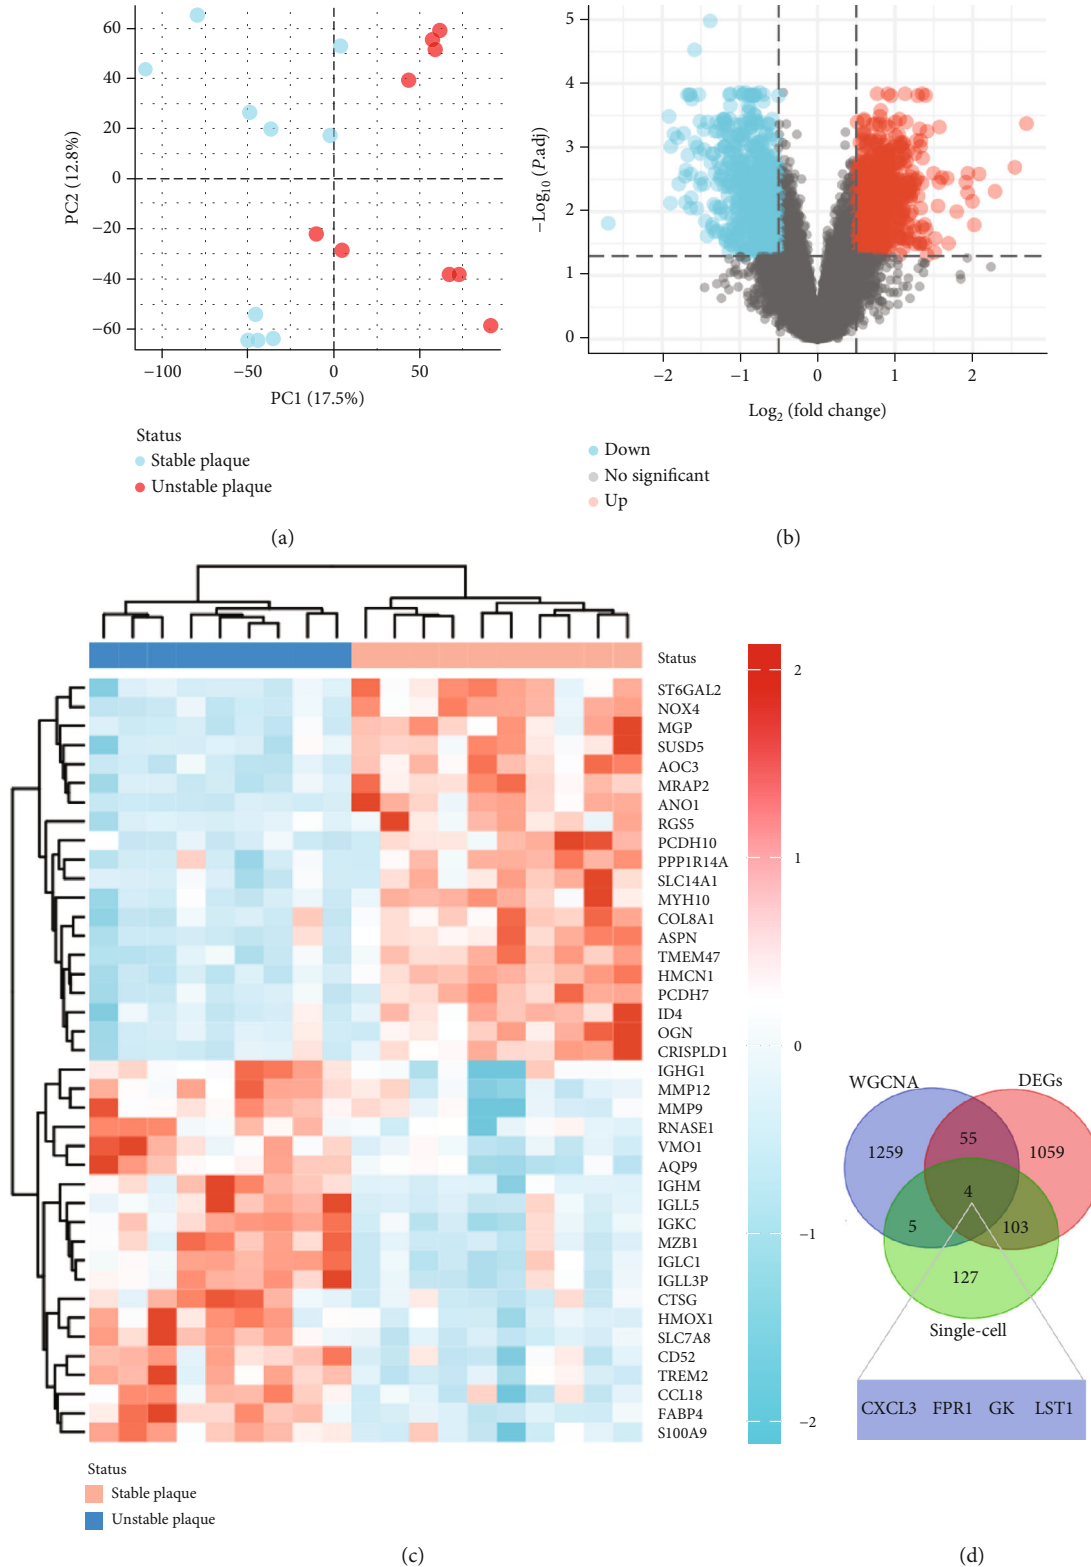 60
40
20
0
−20
−40
−60
PC2 (12.8%)
−100
−50
0
50
PC1 (17.5%)
Status
Stable plaque
Unstable plaque
(a)
5
4
3
2
1
0
−Log10 (P.adj)
−2
−1
0
1
2
Log2 (fold change)
Down
No significant
Up
(b)
Status
ST6GAL2
NOX4
MGP
SUSD5
AOC3
MRAP2
ANO1
RGS5
PCDH10
PPP1R14A
SLC14A1
MYH10
COL8A1
ASPN
TMEM47
HMCN1
PCDH7
ID4
OGN
CRISPLD1
IGHG1
MMP12
MMP9
RNASE1
VMO1
AQP9
IGHM
IGLL5
IGKC
MZB1
IGLC1
IGLL3P
CTSG
HMOX1
SLC7A8
CD52
TREM2
CCL18
FABP4
S100A9
2
1
0
−1
−2
Status
Stable plaque
Unstable plaque
(c)
WGCNA
DEGs
1259
55
1059
4
5
103
127
Single-cell
CXCL3 FPR1 GK LST1
(d)